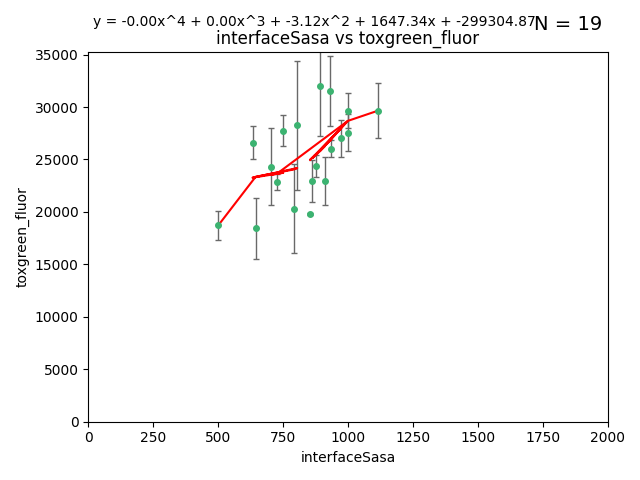 y = -0.00x^4 + 0.00x^3 + -3.12x^2 + 1647.34x + -299304.87
N = 19
interfaceSasa vs toxgreen_fluor
35000
30000
25000
20000
15000
10000
5000
0
toxgreen_fluor
0 250 500 750 1000 1250 1500 1750 2000
interfaceSasa